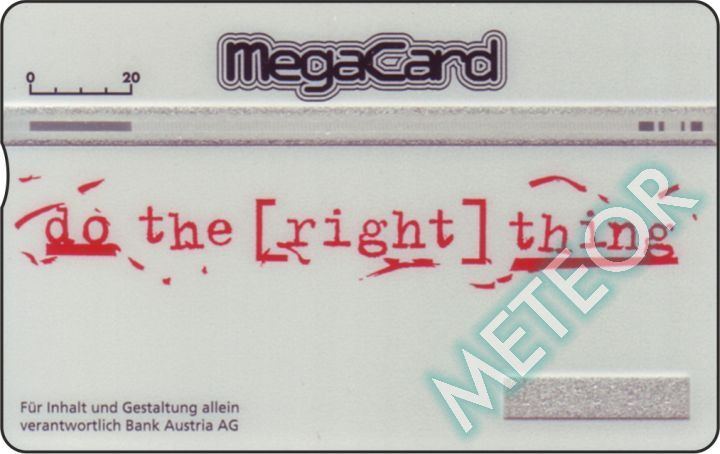 MegaCard
0 20
do the [right] thing
METEOR
Für Inhalt und Gestaltung allein
verantwortlich Bank Austria AG